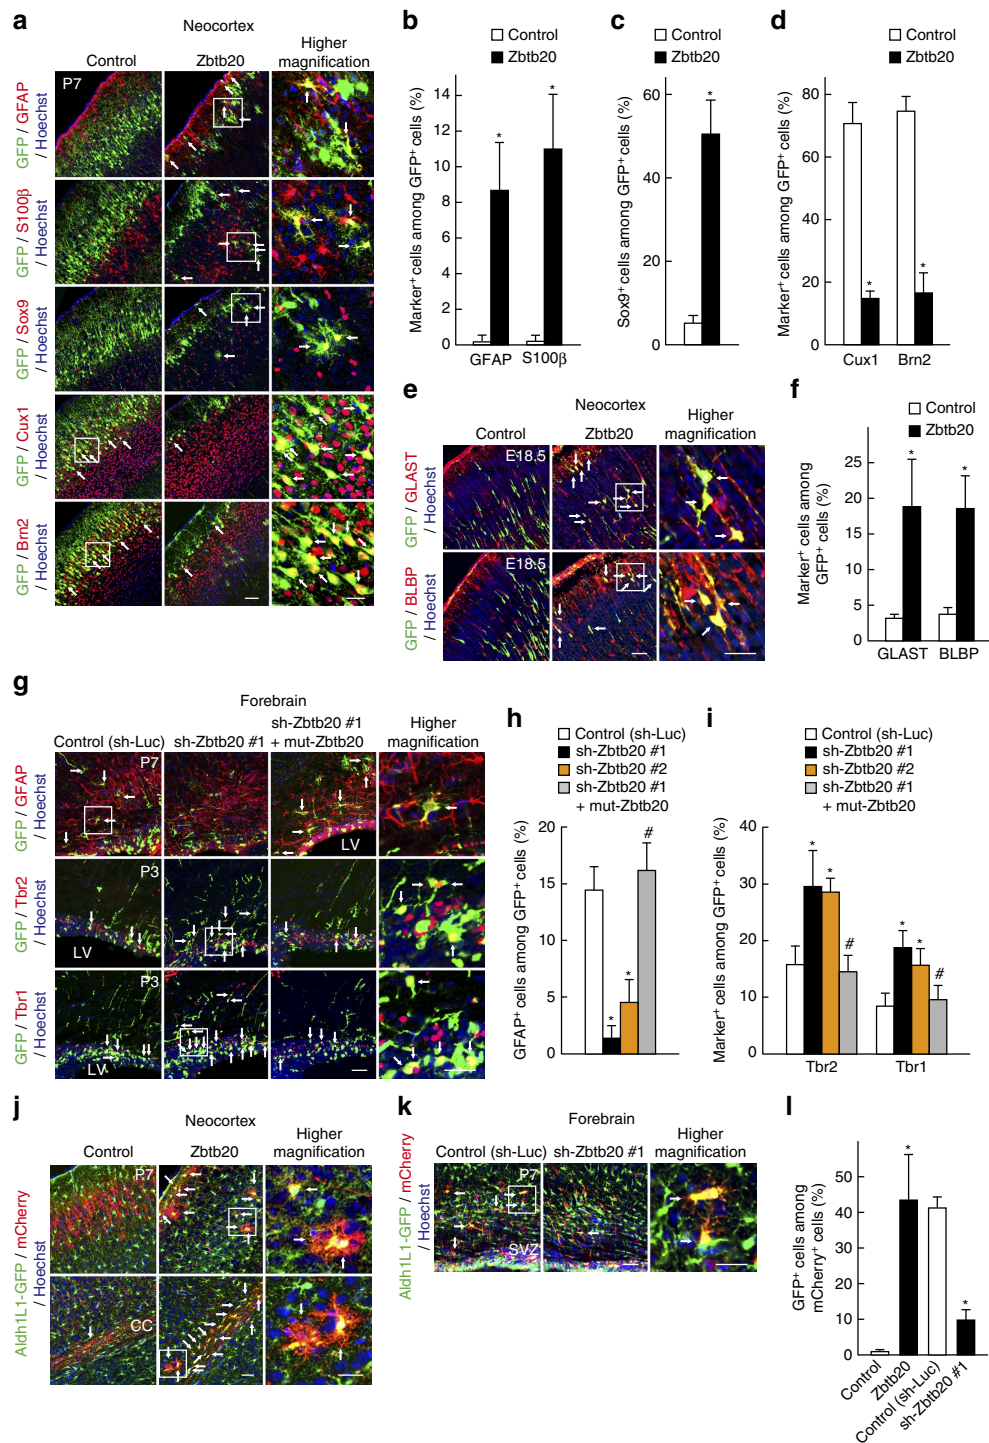 a
Neocortex
Control
Zbtb20
Higher
magnification
P7
GFP / GFAP
/ Hoechst
GFP / S100β
/ Hoechst
GFP / Sox9
/ Hoechst
GFP / Cux1
/ Hoechst
GFP / Brn2
/ Hoechst
b
Control
Zbtb20
Marker+ cells among GFP+ cells (%)
14
12
10
8
6
4
2
0
*
*
GFAP
S100β
c
Control
Zbtb20
Sox9+ cells among GFP+ cells (%)
60
40
20
0
*
d
Control
Zbtb20
Marker+ cells among GFP+ cells (%)
80
60
40
20
0
*
*
Cux1
Brn2
e
Neocortex
Control
Zbtb20
Higher
magnification
E18.5
GFP / GLAST
/ Hoechst
E18.5
GFP / BLBP
/ Hoechst
f
Control
Zbtb20
Marker+ cells among
GFP+ cells (%)
25
20
15
10
5
0
*
*
GLAST
BLBP
g
Forebrain
Control (sh-Luc)
sh-Zbtb20 #1
sh-Zbtb20 #1
+ mut-Zbtb20
Higher
magnification
P7
LV
GFP / GFAP
/ Hoechst
P3
LV
GFP / Tbr2
/ Hoechst
P3
LV
GFP / Tbr1
/ Hoechst
h
Control (sh-Luc)
sh-Zbtb20 #1
sh-Zbtb20 #2
sh-Zbtb20 #1
+ mut-Zbtb20
GFAP+ cells among GFP+ cells (%)
20
15
10
5
0
*
*
#
i
Control (sh-Luc)
sh-Zbtb20 #1
sh-Zbtb20 #2
sh-Zbtb20 #1
+ mut-Zbtb20
Marker+ cells among GFP+ cells (%)
40
30
20
10
0
*
*
#
*
*
#
Tbr2
Tbr1
j
Neocortex
Control
Zbtb20
Higher
magnification
P7
CC
Aldh1L1-GFP / mCherry
/ Hoechst
k
Forebrain
Control (sh-Luc)
sh-Zbtb20 #1
Higher
magnification
P7
SVZ
Aldh1L1-GFP / mCherry
/ Hoechst
l
GFP+ cells among
mCherry+ cells (%)
50
40
30
20
10
0
*
*
Control
Zbtb20
Control (sh-Luc)
sh-Zbtb20 #1